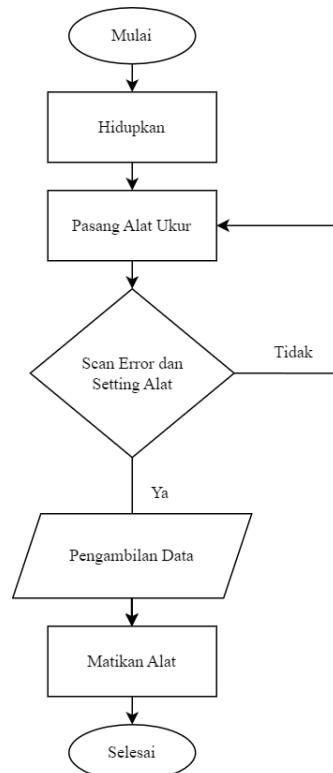 Mulai
Hidupkan
Pasang Alat Ukur
Scan Error dan
Setting Alat
Tidak
Ya
Pengambilan Data
Matikan Alat
Selesai